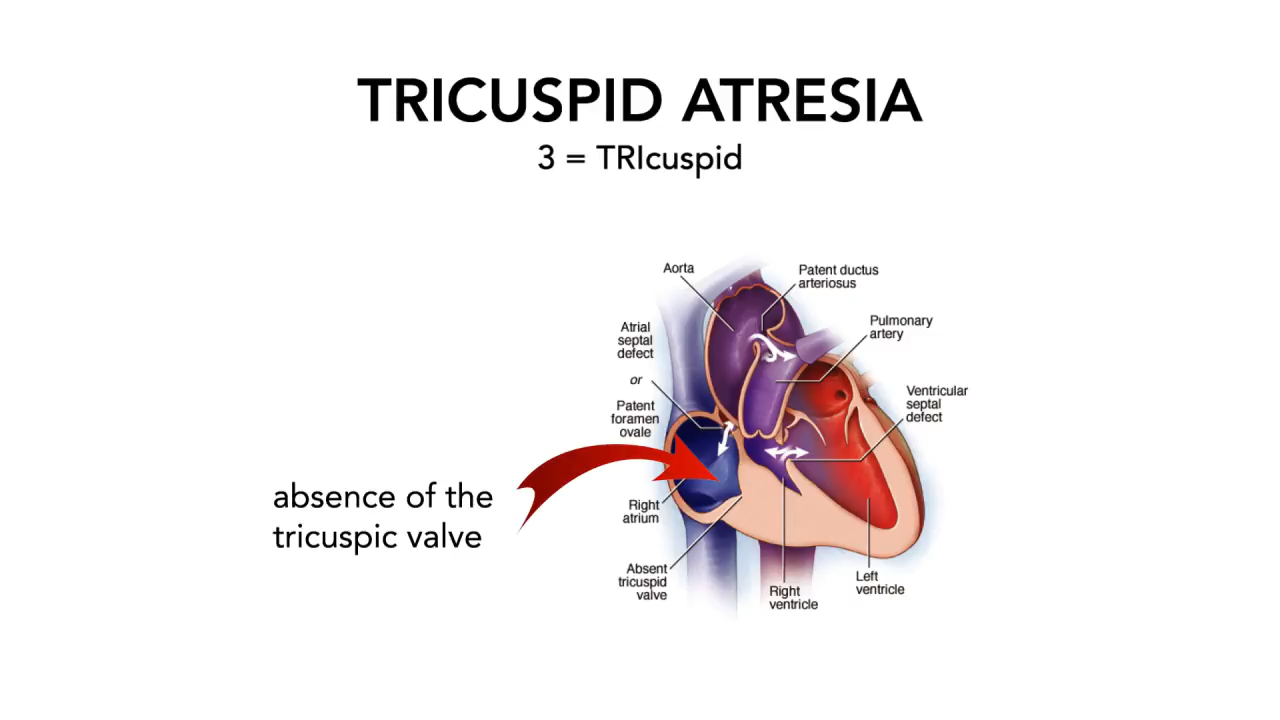 TRICUSPID ATRESIA
3 = TRIcuspid
Aorta
Patent ductus
arteriosus
Pulmonary
artery
Atrial
septal
defect
or
Patent
foramen
ovale
Ventricular
septal
defect
absence of the
tricuspic valve
Right
atrium
Absent
tricuspid
valve
Right
ventricle
Left
ventricle